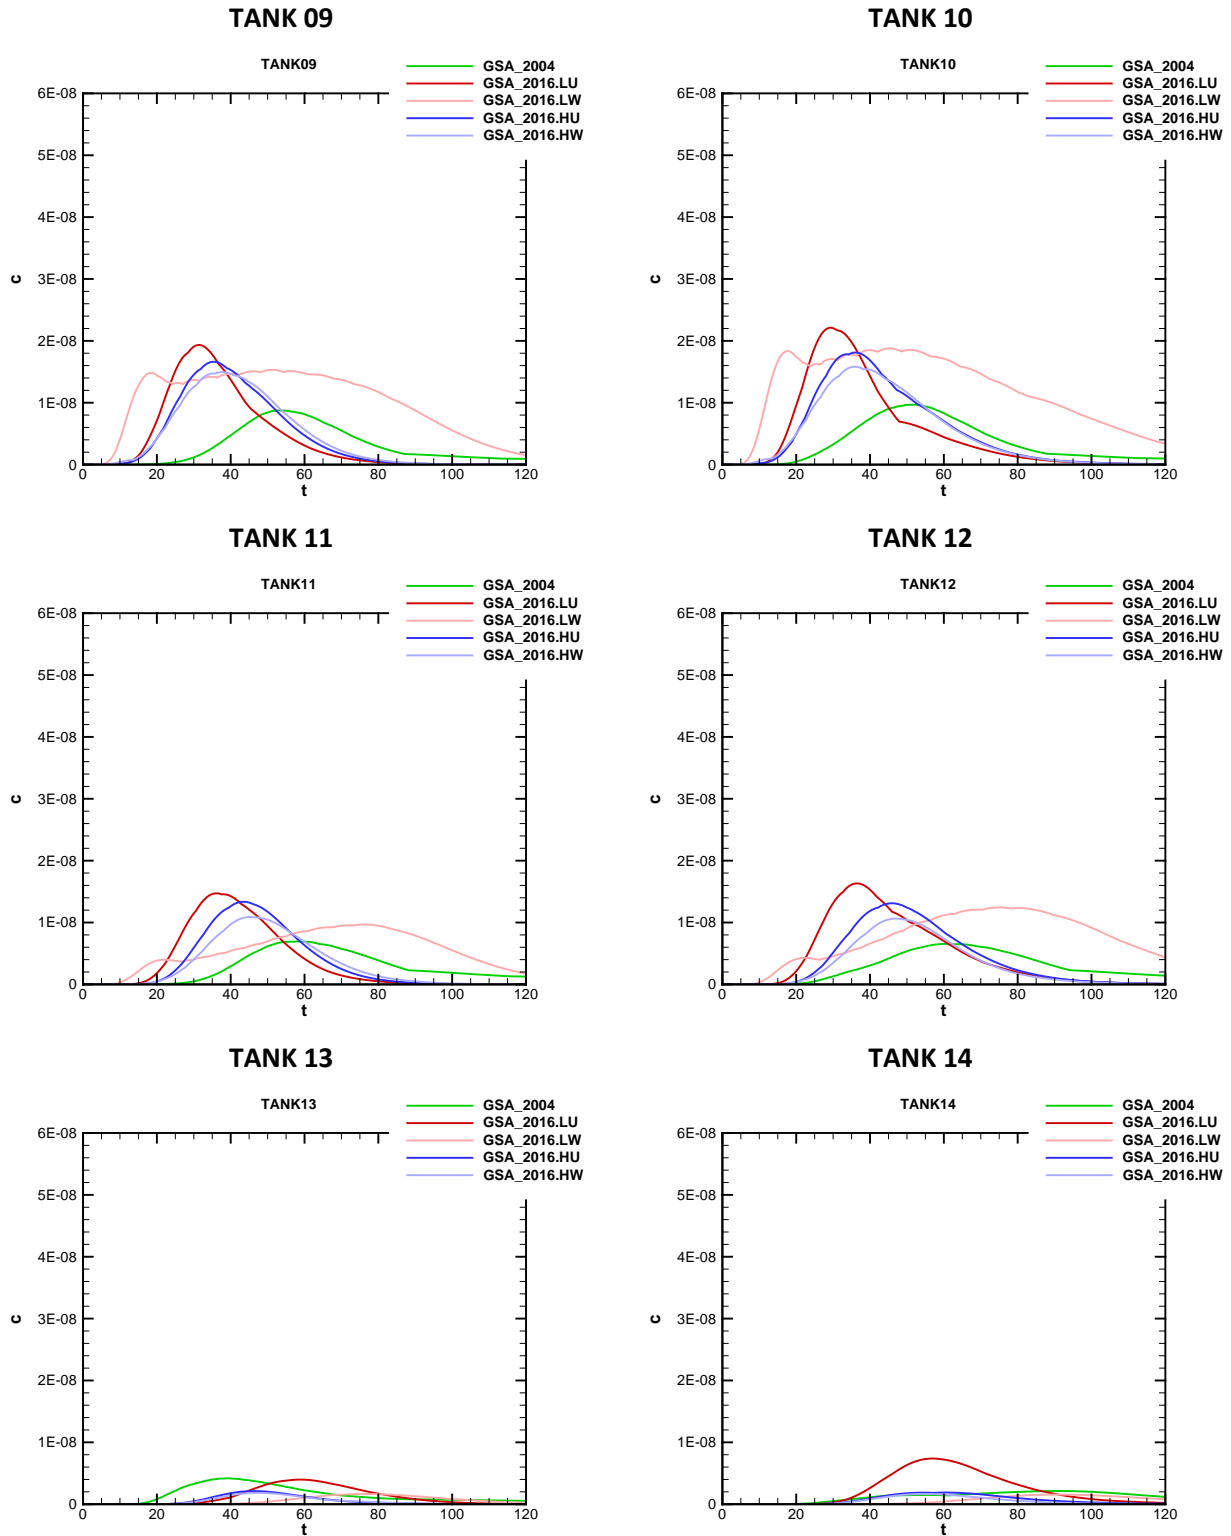 TANK 09 TANK 10
TANK09
GSA_2004
GSA_2016.LU
GSA_2016.LW
GSA_2016.HU
GSA_2016.HW
6E-08
5E-08
4E-08
3E-08
2E-08
1E-08
0
c
0 20 40 60 80 100 120
t
TANK10
GSA_2004
GSA_2016.LU
GSA_2016.LW
GSA_2016.HU
GSA_2016.HW
6E-08
5E-08
4E-08
3E-08
2E-08
1E-08
0
c
0 20 40 60 80 100 120
t
TANK 11 TANK 12
TANK11
GSA_2004
GSA_2016.LU
GSA_2016.LW
GSA_2016.HU
GSA_2016.HW
6E-08
5E-08
4E-08
3E-08
2E-08
1E-08
0
c
0 20 40 60 80 100 120
t
TANK12
GSA_2004
GSA_2016.LU
GSA_2016.LW
GSA_2016.HU
GSA_2016.HW
6E-08
5E-08
4E-08
3E-08
2E-08
1E-08
0
c
0 20 40 60 80 100 120
t
TANK 13 TANK 14
TANK13
GSA_2004
GSA_2016.LU
GSA_2016.LW
GSA_2016.HU
GSA_2016.HW
6E-08
5E-08
4E-08
3E-08
2E-08
1E-08
0
c
0 20 40 60 80 100 120
t
TANK14
GSA_2004
GSA_2016.LU
GSA_2016.LW
GSA_2016.HU
GSA_2016.HW
6E-08
5E-08
4E-08
3E-08
2E-08
1E-08
0
c
0 20 40 60 80 100 120
t